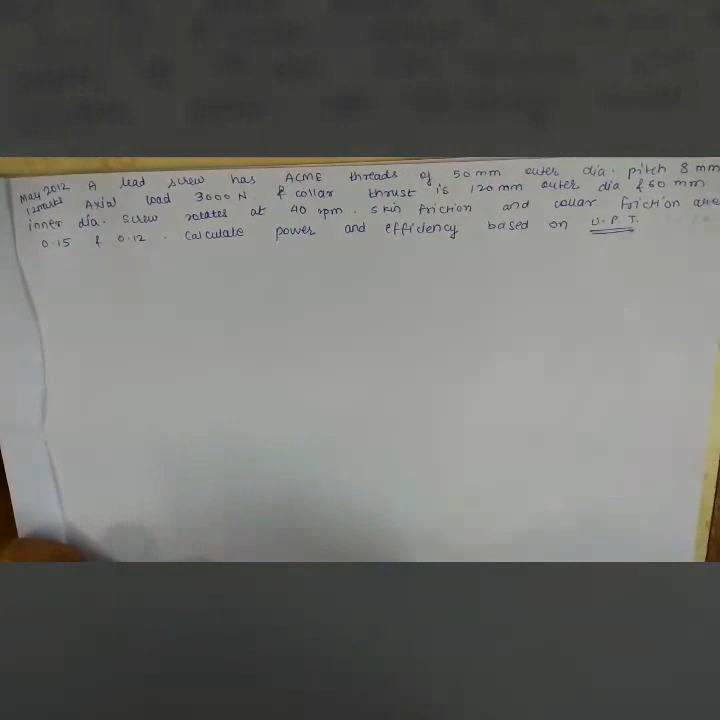 May 2012 A lead screw has ACME threads of 50 mm outer dia. pitch 8 mm
12 marks Axial load 3000 N. & collar thrust is 120 mm outer dia & 60 mm
inner dia. screw rotates at 40 rpm. skin friction and collar friction are
0.15 & 0.12. Calculate power and efficiency based on U.P.T.